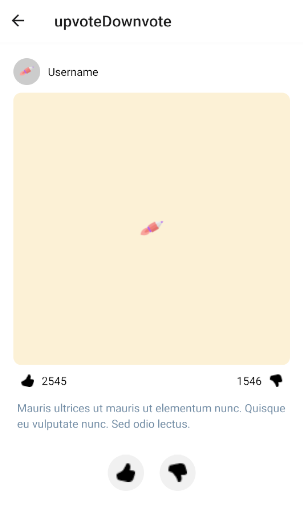 upvoteDownvote
Username
2545 1546
Mauris ultrices ut mauris ut elementum nunc. Quisque
eu vulputate nunc. Sed odio lectus.